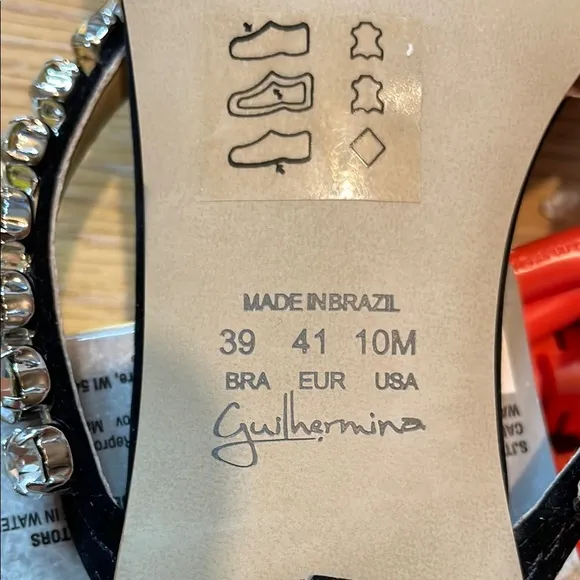 MADE IN BRAZIL
39 41 10M
BRA EUR USA
Guilhermina